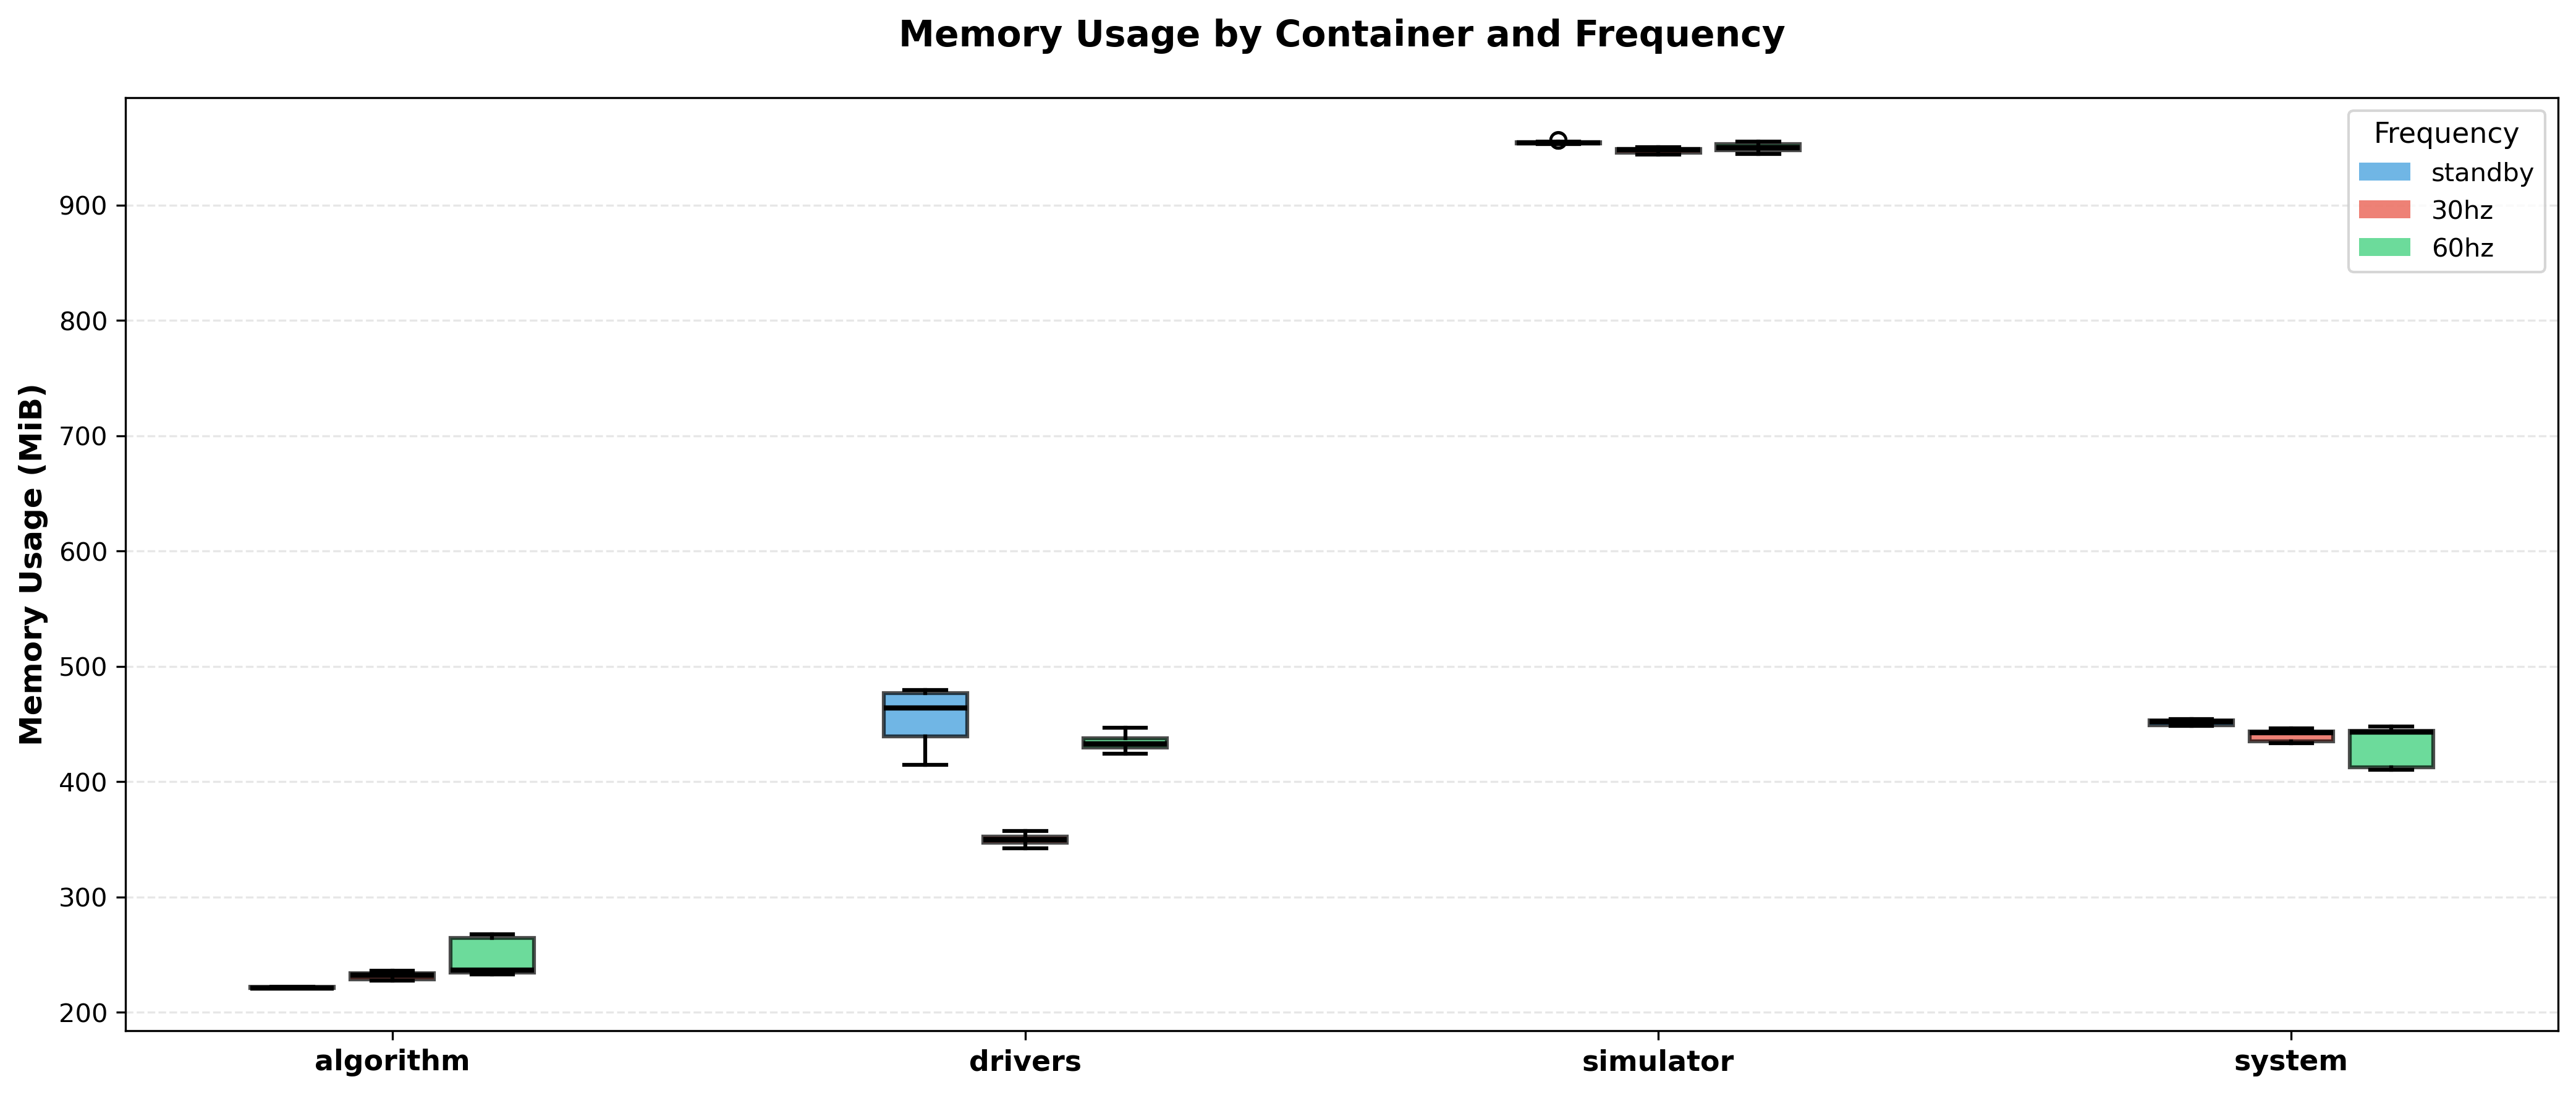 Memory Usage by Container and Frequency
Memory Usage (MiB)
900
800
700
600
500
400
300
200
algorithm
drivers
simulator
system
Frequency
standby
30hz
60hz